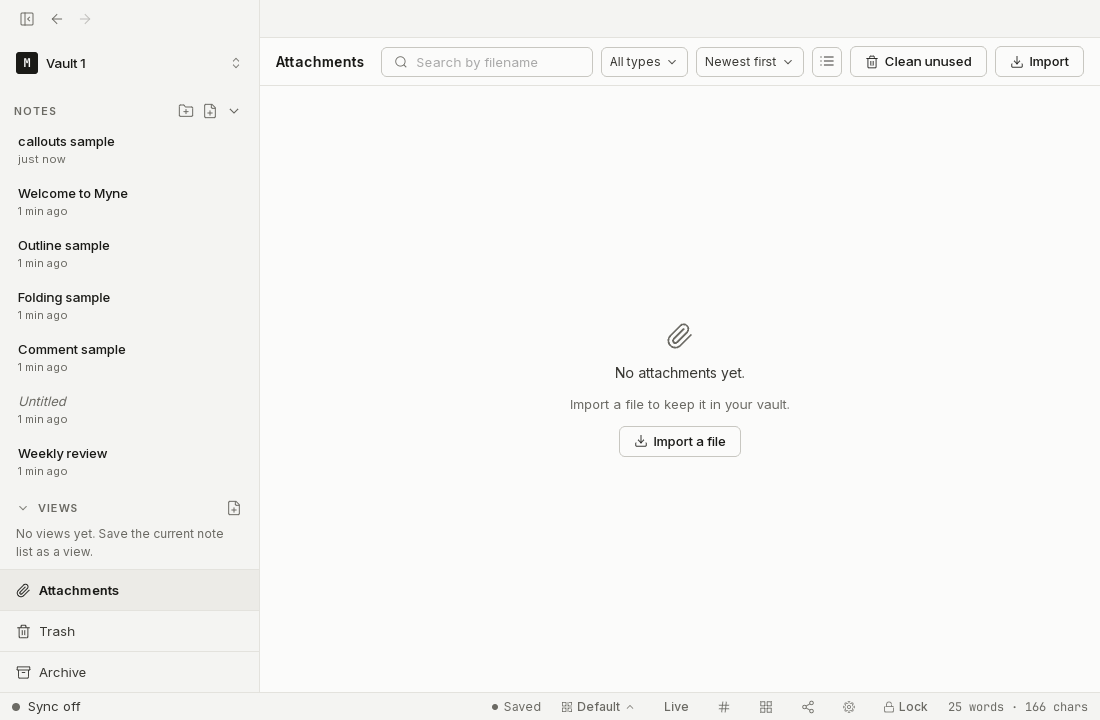 M Vault 1
NOTES
callouts sample
just now
Welcome to Myne
1 min ago
Outline sample
1 min ago
Folding sample
1 min ago
Comment sample
1 min ago
Untitled
1 min ago
Weekly review
1 min ago
VIEWS
No views yet. Save the current note
list as a view.
Attachments
Trash
Archive
Attachments Search by filename All types Newest first Clean unused Import
No attachments yet.
Import a file to keep it in your vault.
Import a file
Sync off Saved Default Live Lock 25 words · 166 chars